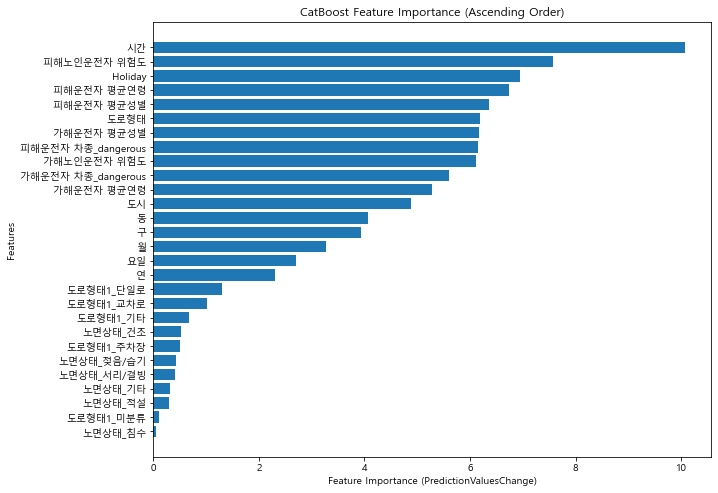 CatBoost Feature Importance (Ascending Order)
시간
피해노인운전자 위험도
Holiday
피해운전자 평균연령
피해운전자 평균성별
도로형태
가해운전자 평균성별
피해운전자 차종_dangerous
가해노인운전자 위험도
가해운전자 차종_dangerous
가해운전자 평균연령
도시
동
구
월
요일
연
도로형태1_단일로
도로형태1_교차로
도로형태1_기타
노면상태_건조
도로형태1_주차장
노면상태_젖음/습기
노면상태_서리/결빙
노면상태_기타
노면상태_적설
도로형태1_미분류
노면상태_침수
Features
0 2 4 6 8 10
Feature Importance (PredictionValuesChange)